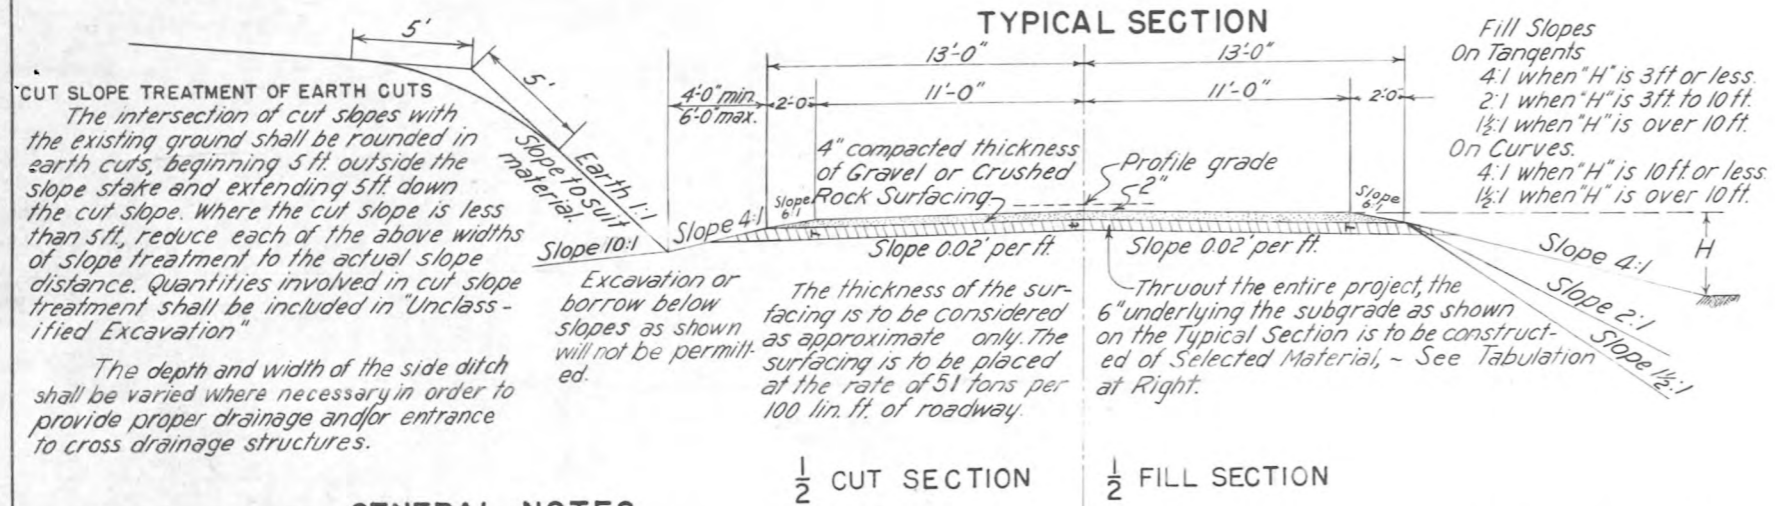 TYPICAL SECTION
5'
5'
CUT SLOPE TREATMENT OF EARTH CUTS
The intersection of cut slopes with
the existing ground shall be rounded in
earth cuts, beginning 5 ft. outside the
slope stake and extending 5ft. down
the cut slope. Where the cut slope is less
than 5ft., reduce each of the above widths
of slope treatment to the actual slope
distance. Quantities involved in cut slope
treatment shall be included in "Unclass-
ified Excavation"
The depth and width of the side ditch
shall be varied where necessary in order to
provide proper drainage and/or entrance
to cross drainage structures.
Earth 1:1
Slope to suit
material.
Slope 10:1
Slope 4:1
4'-0" min.
6'-0" max.
2'-0"
13'-0"
11'-0"
13'-0"
11'-0"
2'-0"
4" compacted thickness
of Gravel or Crushed
Rock Surfacing
Slope
6:1
Profile grade
2"
Slope
6:1
Slope 0.02' per ft.
Slope 0.02' per ft.
Excavation or
borrow below
slopes as shown
will not be permitt-
ed.
The thickness of the sur-
facing is to be considered
as approximate only. The
surfacing is to be placed
at the rate of 51 tons per
100 lin. ft. of roadway.
Thruout the entire project, the
6" underlying the subgrade as shown
on the Typical Section is to be construct-
ed of Selected Material, ~ See Tabulation
at Right.
Fill Slopes
On Tangents
4:1 when "H" is 3ft or less.
2:1 when "H" is 3ft. to 10 ft.
1½:1 when "H" is over 10 ft.
On Curves.
4:1 when "H" is 10ft. or less.
1½:1 when "H" is over 10 ft.
Slope 4:1
H
Slope 2:1
Slope 1½:1
½ CUT SECTION
½ FILL SECTION
GENERAL NOTES